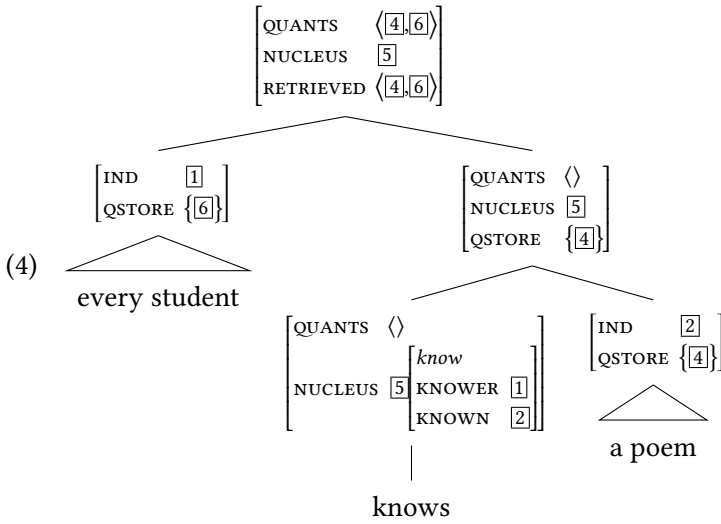 QUANTS ⟨4,6⟩
NUCLEUS 5
RETRIEVED ⟨4,6⟩
IND 1
QSTORE {6}
QUANTS ⟨⟩
NUCLEUS 5
QSTORE {4}
(4)
every student
QUANTS ⟨⟩
NUCLEUS 5
know
KNOWER 1
KNOWN 2
IND 2
QSTORE {4}
a poem
knows